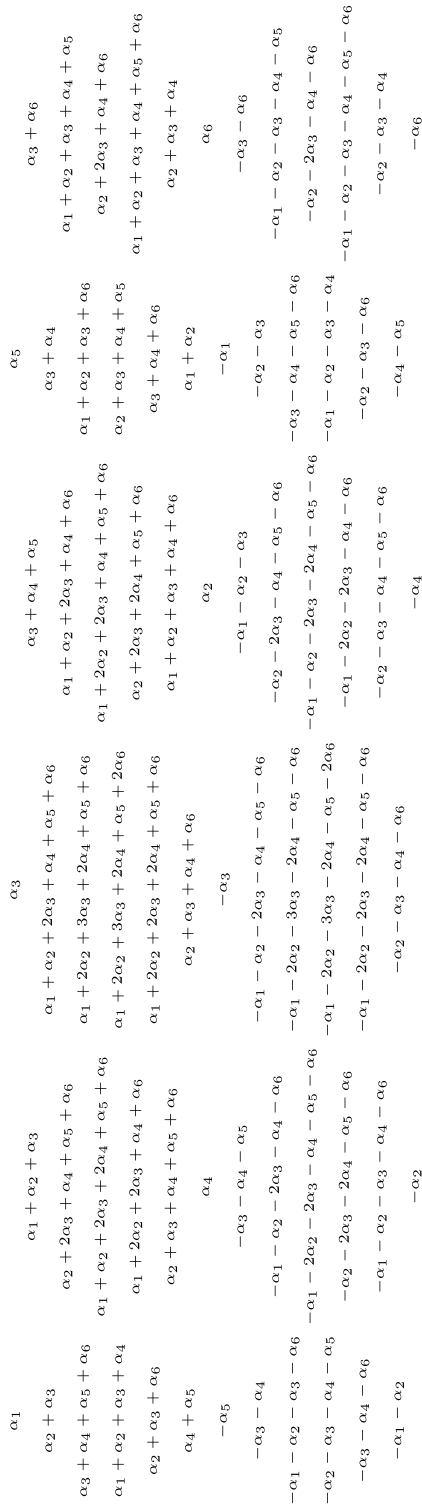 α₁ α₃ α₅
α₁ + α₂ + α₃ α₃ + α₄ + α₅ α₃ + α₆
α₂ + α₃ α₁ + α₂ + 2α₃ + α₄ + α₅ + α₆ α₃ + α₄
α₂ + 2α₃ + α₄ + α₅ + α₆ α₁ + α₂ + 2α₃ + α₄ + α₆ α₁ + α₂ + α₃ + α₄ + α₅
α₃ + α₄ + α₅ + α₆ α₁ + 2α₂ + 3α₃ + 2α₄ + α₅ + α₆ α₁ + α₂ + α₃ + α₆
α₁ + α₂ + 2α₃ + 2α₄ + α₅ + α₆ α₁ + 2α₂ + 2α₃ + α₄ + α₅ + α₆ α₂ + 2α₃ + α₄ + α₆
α₁ + α₂ + α₃ + α₄ α₁ + 2α₂ + 3α₃ + 2α₄ + α₅ + 2α₆ α₂ + α₃ + α₄ + α₅
α₁ + 2α₂ + 2α₃ + α₄ + α₆ α₂ + 2α₃ + 2α₄ + α₅ + α₆ α₁ + α₂ + α₃ + α₄ + α₅ + α₆
α₂ + α₃ + α₆ α₁ + 2α₂ + 2α₃ + 2α₄ + α₅ + α₆ α₃ + α₄ + α₆
α₂ + α₃ + α₄ + α₅ + α₆ α₁ + α₂ + α₃ + α₄ + α₆ α₂ + α₃ + α₄
α₄ + α₅ α₂ + α₃ + α₄ + α₆ α₁ + α₂
α₄ α₂ α₆
−α₅ −α₃ −α₁
−α₃ − α₄ − α₅ −α₁ − α₂ − α₃ −α₃ − α₆
−α₃ − α₄ −α₁ − α₂ − 2α₃ − α₄ − α₅ − α₆ −α₂ − α₃
−α₁ − α₂ − 2α₃ − α₄ − α₆ −α₂ − 2α₃ − α₄ − α₅ − α₆ −α₁ − α₂ − α₃ − α₄ − α₅
−α₁ − α₂ − α₃ − α₆ −α₁ − 2α₂ − 3α₃ − 2α₄ − α₅ − α₆ −α₃ − α₄ − α₅ − α₆
−α₁ − 2α₂ − 2α₃ − α₄ − α₅ − α₆ −α₁ − α₂ − 2α₃ − 2α₄ − α₅ − α₆ −α₂ − 2α₃ − α₄ − α₆
−α₂ − α₃ − α₄ − α₅ −α₁ − 2α₂ − 3α₃ − 2α₄ − α₅ − 2α₆ −α₁ − α₂ − α₃ − α₄
−α₂ − 2α₃ − 2α₄ − α₅ − α₆ −α₁ − 2α₂ − 2α₃ − α₄ − α₆ −α₁ − α₂ − α₃ − α₄ − α₅ − α₆
−α₃ − α₄ − α₆ −α₁ − 2α₂ − 2α₃ − 2α₄ − α₅ − α₆ −α₂ − α₃ − α₆
−α₁ − α₂ − α₃ − α₄ − α₆ −α₂ − α₃ − α₄ − α₅ − α₆ −α₂ − α₃ − α₄
−α₁ − α₂ −α₂ − α₃ − α₄ − α₆ −α₄ − α₅
−α₂ −α₄ −α₆